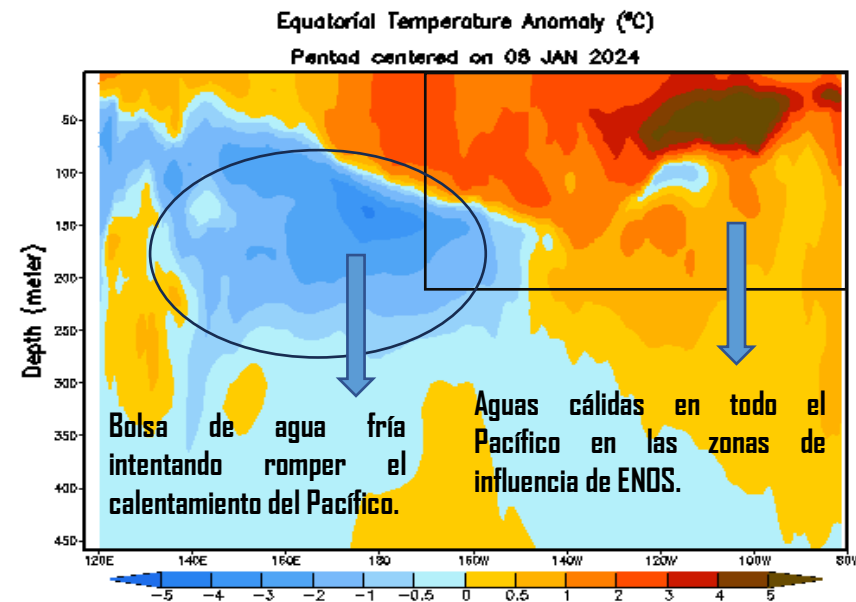 Equatorial Temperature Anomaly (°C)
Pentad centered on 08 JAN 2024
Depth (meter)
50
100
150
200
250
300
350
400
450
Bolsa de agua fría
intentando romper el
calentamiento del Pacífico.
Aguas cálidas en todo el
Pacífico en las zonas de
influencia de ENOS.
120E 140E 160E 180 160W 140W 120W 100W 80W
-5 -4 -3 -2 -1 -0.5 0 0.5 1 2 3 4 5